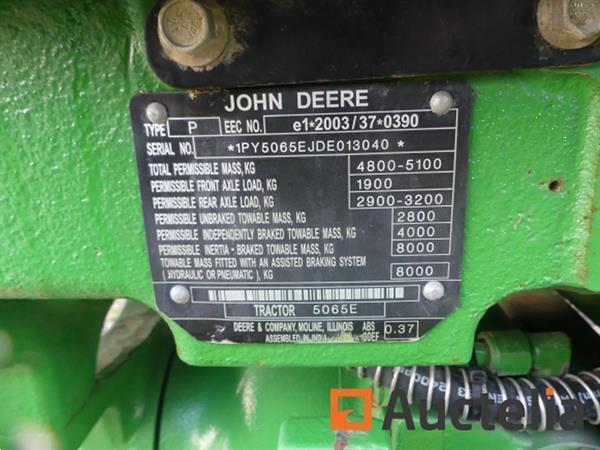 JOHN DEERE
TYPE P EEC NO. e1*2003/37*0390
SERIAL NO. *1PY5065EJDE013040 *
TOTAL PERMISSIBLE MASS, KG 4800-5100
PERMISSIBLE FRONT AXLE LOAD, KG 1900
PERMISSIBLE REAR AXLE LOAD, KG 2900-3200
PERMISSIBLE UNBRAKED TOWABLE MASS, KG 2800
PERMISSIBLE INDEPENDENTLY BRAKED TOWABLE MASS, KG 4000
PERMISSIBLE INERTIA - BRAKED TOWABLE MASS, KG 8000
TOWABLE MASS FITTED WITH AN ASSISTED BRAKING SYSTEM
( HYDRAULIC OR PNEUMATIC ), KG 8000
TRACTOR 5065E
DEERE & COMPANY, MOLINE, ILLINOIS ABS 0.37
ASSEMBLED IN INDIA
Auctelia